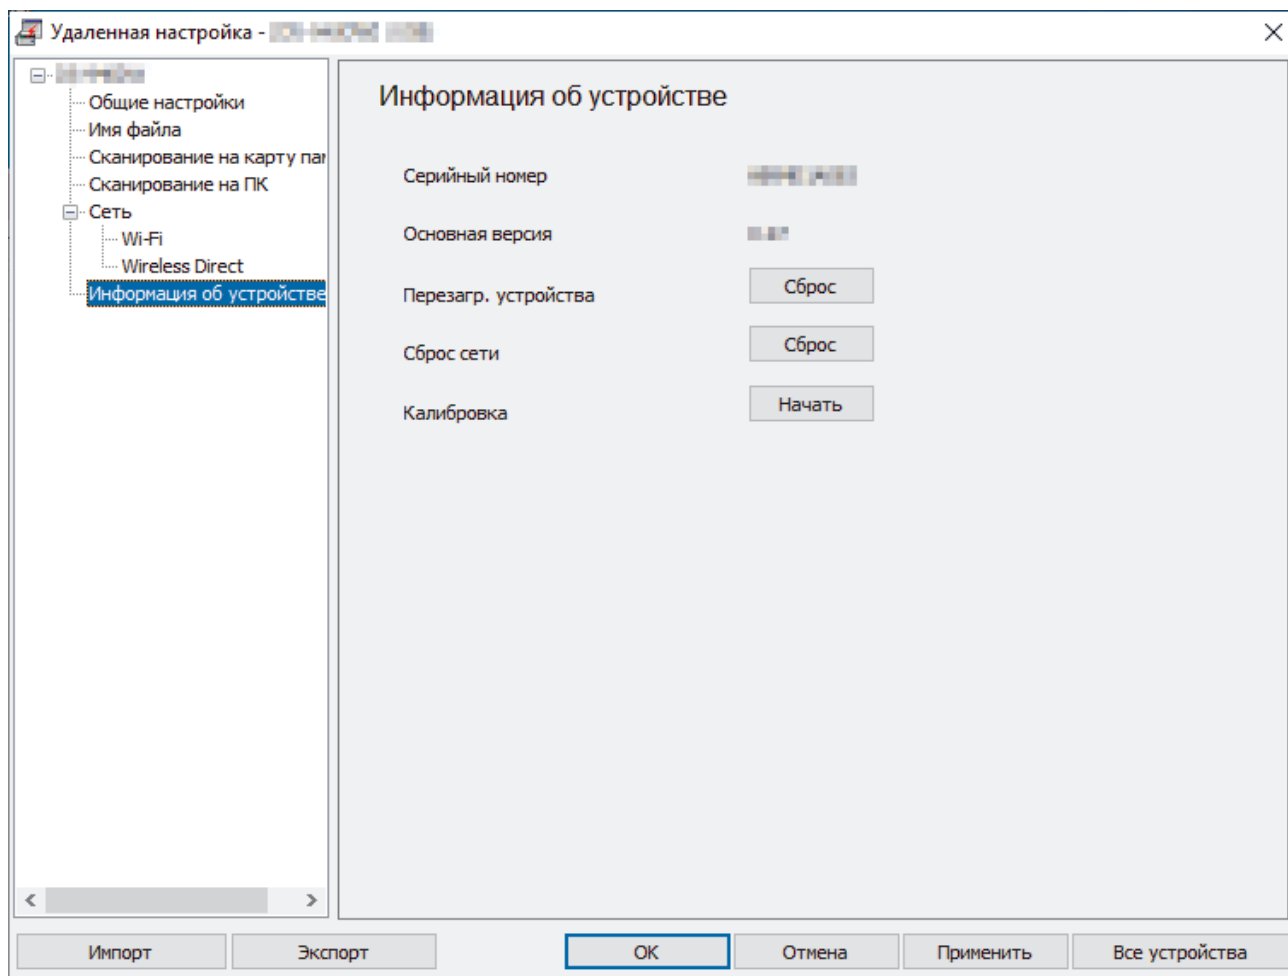 Удаленная настройка -
Общие настройки
Имя файла
Сканирование на карту
Сканирование на ПК
Сеть
Wi-Fi
Wireless Direct
Информация об устройстве
Информация об устройстве
Серийный номер
Основная версия
Перезагр. устройства Сброс
Сброс сети Сброс
Калибровка Начать
Импорт Экспорт OK Отмена Применить Все устройства